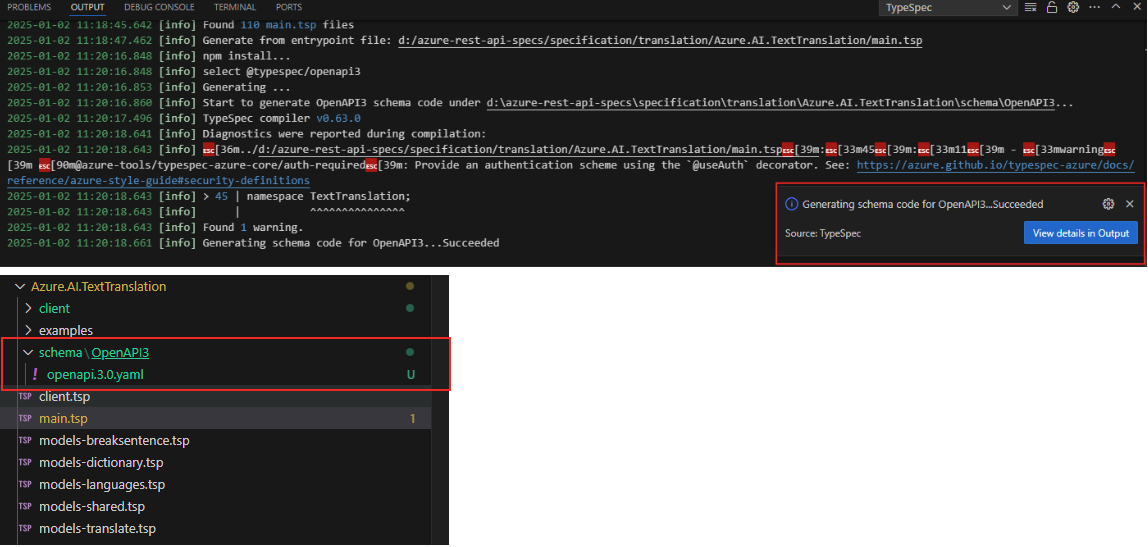 PROBLEMS OUTPUT DEBUG CONSOLE TERMINAL PORTS TypeSpec
2025-01-02 11:18:45.642 [info] Found 110 main.tsp files
2025-01-02 11:18:47.462 [info] Generate from entrypoint file: d:/azure-rest-api-specs/specification/translation/Azure.AI.TextTranslation/main.tsp
2025-01-02 11:20:16.848 [info] npm install...
2025-01-02 11:20:16.848 [info] select @typespec/openapi3
2025-01-02 11:20:16.853 [info] Generating ...
2025-01-02 11:20:16.860 [info] Start to generate OpenAPI3 schema code under d:\azure-rest-api-specs\specification\translation\Azure.AI.TextTranslation\schema\OpenAPI3...
2025-01-02 11:20:17.496 [info] TypeSpec compiler v0.63.0
2025-01-02 11:20:18.641 [info] Diagnostics were reported during compilation:
2025-01-02 11:20:18.643 [info] ESC[36m../d:/azure-rest-api-specs/specification/translation/Azure.AI.TextTranslation/main.tspESC[39m:ESC[33m45ESC[39m:ESC[33m11ESC[39m - ESC[33mwarningESC
[39m ESC[90m@azure-tools/typespec-azure-core/auth-requiredESC[39m: Provide an authentication scheme using the `@useAuth` decorator. See: https://azure.github.io/typespec-azure/docs/
reference/azure-style-guide#security-definitions
2025-01-02 11:20:18.643 [info] > 45 | namespace TextTranslation;
2025-01-02 11:20:18.643 [info]      |           ^^^^^^^^^^^^^^^
2025-01-02 11:20:18.643 [info] Found 1 warning.
2025-01-02 11:20:18.661 [info] Generating schema code for OpenAPI3...Succeeded
Generating schema code for OpenAPI3...Succeeded
Source: TypeSpec View details in Output
Azure.AI.TextTranslation
client
examples
schema\OpenAPI3
! openapi.3.0.yaml U
TSP client.tsp
TSP main.tsp 1
TSP models-breaksentence.tsp
TSP models-dictionary.tsp
TSP models-languages.tsp
TSP models-shared.tsp
TSP models-translate.tsp